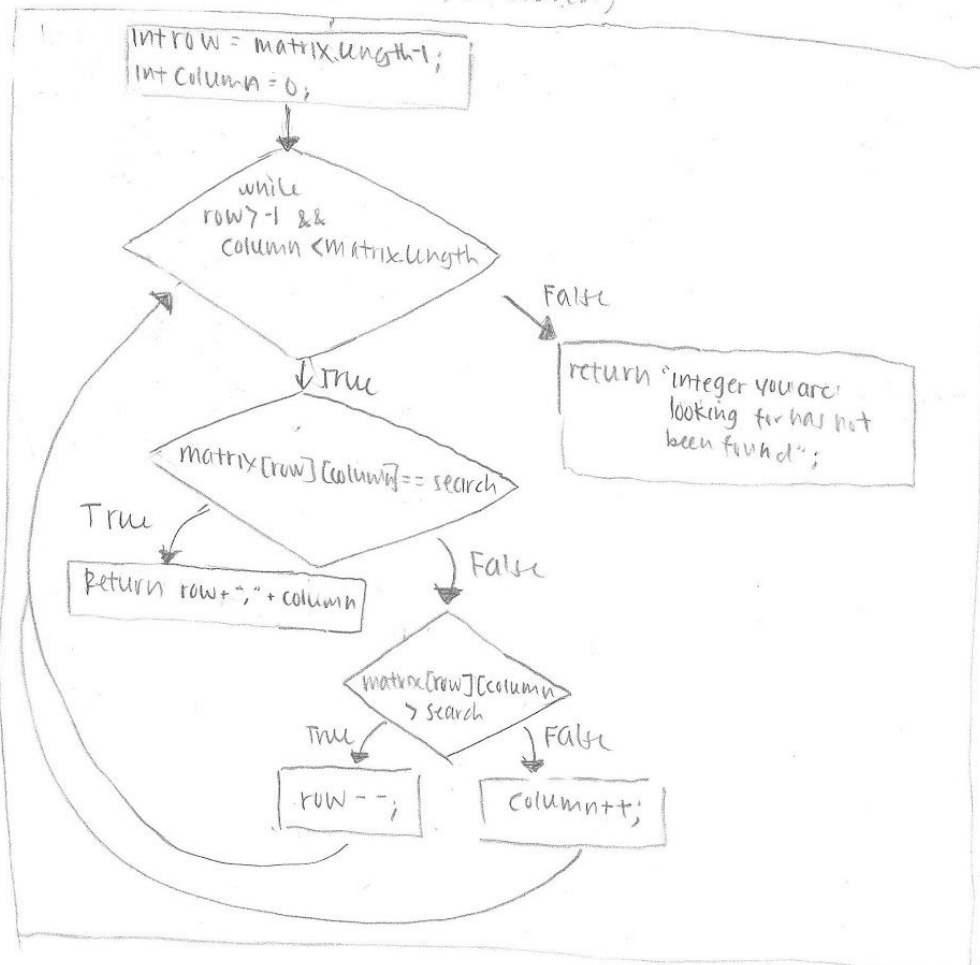 int row = matrix.length-1;
int column = 0;
while
row > -1 &&
column < matrix.length
False
return "integer you are
looking for has not
been found";
True
matrix[row][column] == search
True
Return row + "," + column
False
matrix[row][column
> search
True
False
row--;
column++;